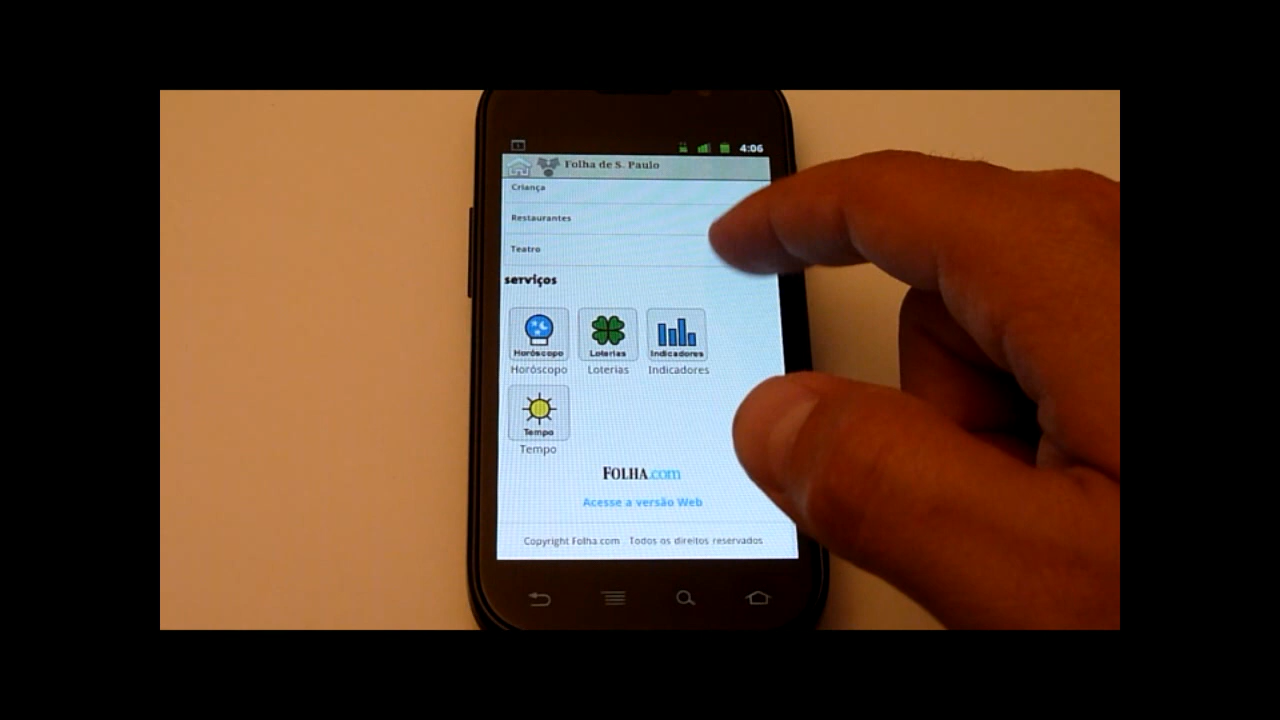 4:06
Folha de S. Paulo
Criança
Restaurantes
Teatro
serviços
Horóscopo Loterias Indicadores
Horóscopo Loterias Indicadores
Tempo
Tempo
FOLHA.com
Acesse a versão Web
Copyright Folha.com . Todos os direitos reservados